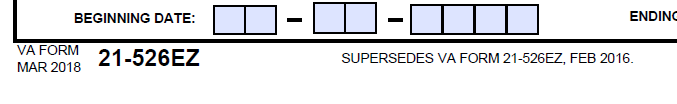 BEGINNING DATE: – – ENDING
VA FORM
MAR 2018 21-526EZ SUPERSEDES VA FORM 21-526EZ, FEB 2016.